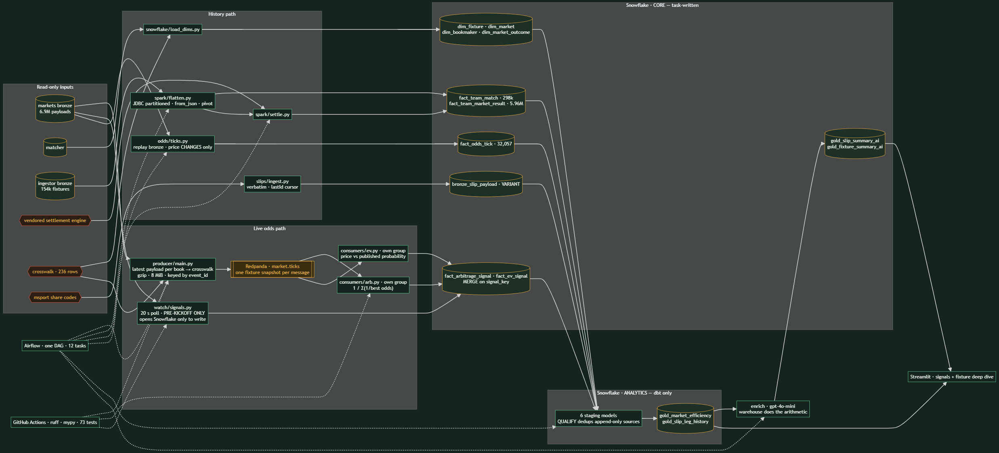 Read-only inputs
markets bronze
6.9M payloads
matcher
ingestor bronze
154k fixtures
vendored settlement engine
crosswalk · 236 rows
msport share codes
Airflow · one DAG · 12 tasks
GitHub Actions · ruff · mypy · 73 tests
History path
snowflake/load_dims.py
spark/flatten.py
JDBC partitioned · from_json · pivot
spark/settle.py
odds/ticks.py
replay bronze · price CHANGES only
slips/ingest.py
verbatim · lastId cursor
Live odds path
producer/main.py
latest payload per book → crosswalk
gzip · 8 MiB · keyed by event_id
Redpanda · market.ticks
one fixture snapshot per message
consumers/ev.py · own group
price vs published probability
consumers/arb.py · own group
1 / Σ(1/best odds)
watch/signals.py
20 s poll · PRE-KICKOFF ONLY
opens Snowflake only to write
Snowflake · CORE — task-written
dim_fixture · dim_market
dim_bookmaker · dim_market_outcome
fact_team_match · 298k
fact_team_market_result · 5.96M
fact_odds_tick · 32,057
bronze_slip_payload · VARIANT
fact_arbitrage_signal · fact_ev_signal
MERGE on signal_key
gold_slip_summary_ai
gold_fixture_summary_ai
Snowflake · ANALYTICS — dbt only
6 staging models
QUALIFY dedups append-only sources
gold_market_efficiency
gold_slip_leg_history
enrich · gpt-4o-mini
warehouse does the arithmetic
Streamlit · signals + fixture deep dive